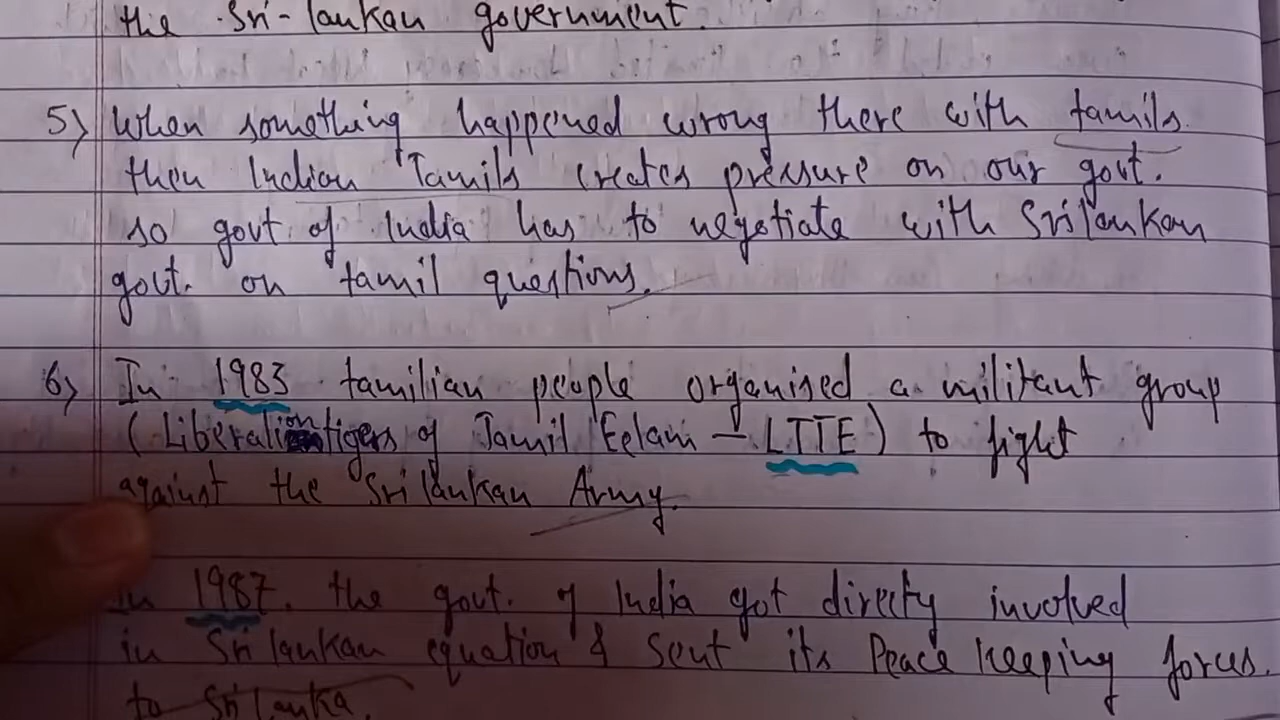 the Sri-lankan government.
5) When something happened wrong there with tamils.
then Indian Tamils creates pressure on our govt.
so govt. of India has to negotiate with Srilankan
govt. on tamil questions.
6) In 1983 tamilian people organised a militant group
(Liberalion tigers of Tamil Eelam – LTTE) to fight
against the Srilankan Army.
In 1987. the govt. of India got directy involved
in Srilankan equation & sent its Peace keeping forces.
to Srilanka.